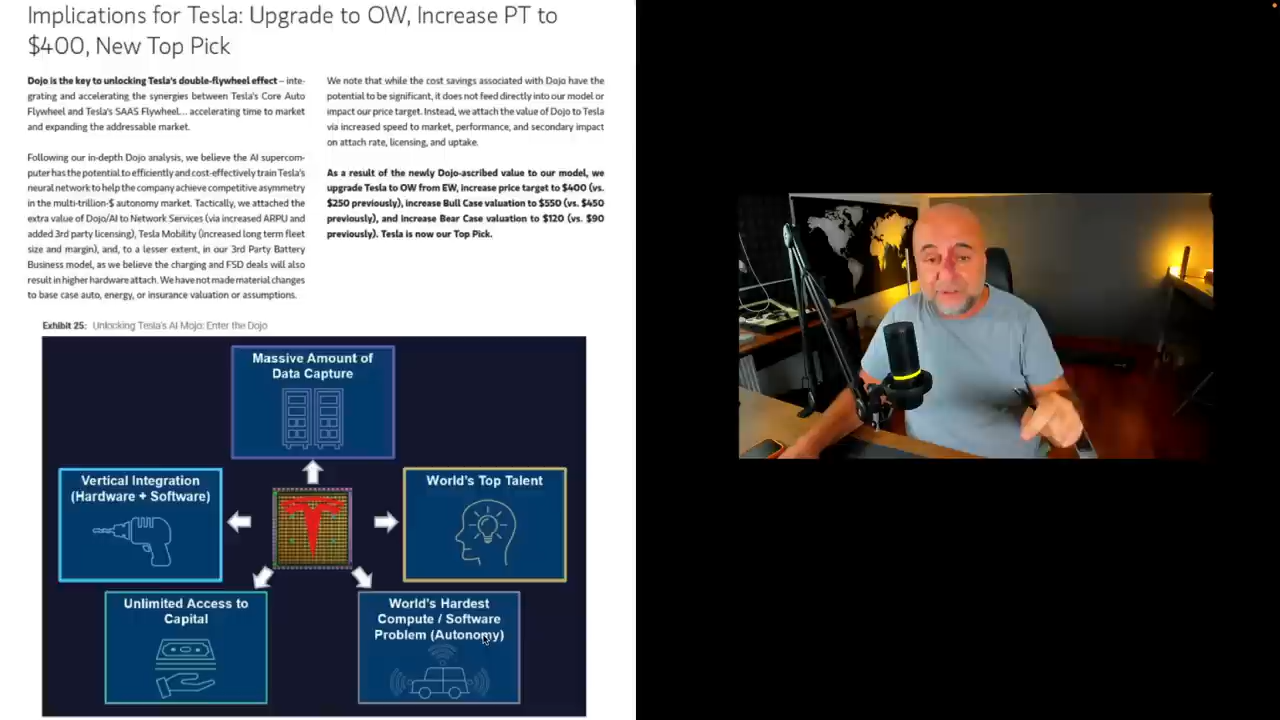 Implications for Tesla: Upgrade to OW, Increase PT to
$400, New Top Pick
Dojo is the key to unlocking Tesla's double-flywheel effect – inte-
grating and accelerating the synergies between Tesla's Core Auto
Flywheel and Tesla's SAAS Flywheel... accelerating time to market
and expanding the addressable market.
Following our in-depth Dojo analysis, we believe the AI supercom-
puter has the potential to efficiently and cost-effectively train Tesla's
neural network to help the company achieve competitive asymmetry
in the multi-trillion-$ autonomy market. Tactically, we attached the
extra value of Dojo/AI to Network Services (via increased ARPU and
added 3rd party licensing), Tesla Mobility (increased long term fleet
size and margin), and, to a lesser extent, in our 3rd Party Battery
Business model, as we believe the charging and FSD deals will also
result in higher hardware attach. We have not made material changes
to base case auto, energy, or insurance valuation or assumptions.
We note that while the cost savings associated with Dojo have the
potential to be significant, it does not feed directly into our model or
impact our price target. Instead, we attach the value of Dojo to Tesla
via increased speed to market, performance, and secondary impact
on attach rate, licensing, and uptake.
As a result of the newly Dojo-ascribed value to our model, we
upgrade Tesla to OW from EW, increase price target to $400 (vs.
$250 previously), increase Bull Case valuation to $550 (vs. $450
previously), and increase Bear Case valuation to $120 (vs. $90
previously). Tesla is now our Top Pick.
Exhibit 25: Unlocking Tesla's AI Mojo: Enter the Dojo
Massive Amount of
Data Capture
Vertical Integration
(Hardware + Software)
World's Top Talent
Unlimited Access to
Capital
World's Hardest
Compute / Software
Problem (Autonomy)